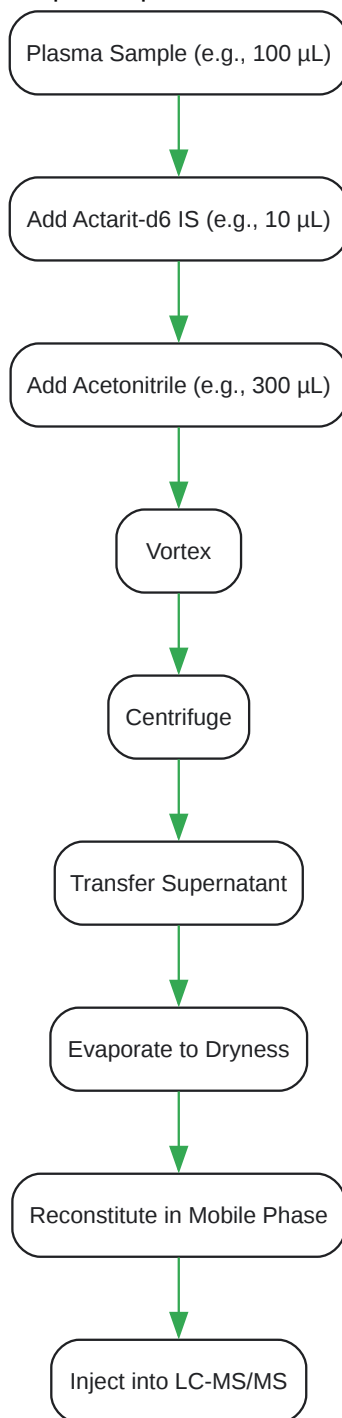 Plasma Sample (e.g., 100 µL)
Add Actarit-d6 IS (e.g., 10 µL)
Add Acetonitrile (e.g., 300 µL)
Vortex
Centrifuge
Transfer Supernatant
Evaporate to Dryness
Reconstitute in Mobile Phase
Inject into LC-MS/MS